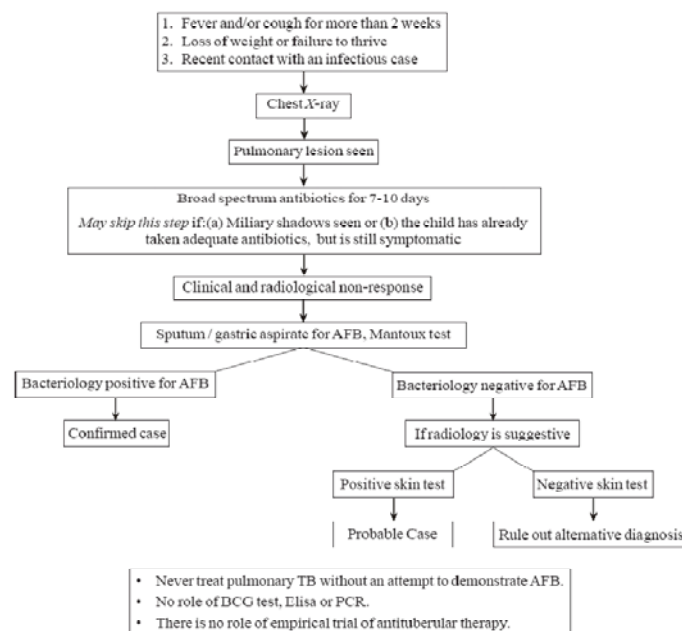 1. Fever and/or cough for more than 2 weeks
2. Loss of weight or failure to thrive
3. Recent contact with an infectious case
Chest X-ray
Pulmonary lesion seen
Broad spectrum antibiotics for 7-10 days
May skip this step if:(a) Miliary shadows seen or (b) the child has already
taken adequate antibiotics, but is still symptomatic
Clinical and radiological non-response
Sputum / gastric aspirate for AFB, Mantoux test
Bacteriology positive for AFB
Bacteriology negative for AFB
Confirmed case
If radiology is suggestive
Positive skin test
Negative skin test
Probable Case
Rule out alternative diagnosis
• Never treat pulmonary TB without an attempt to demonstrate AFB.
• No role of BCG test, Elisa or PCR.
• There is no role of empirical trial of antituberular therapy.